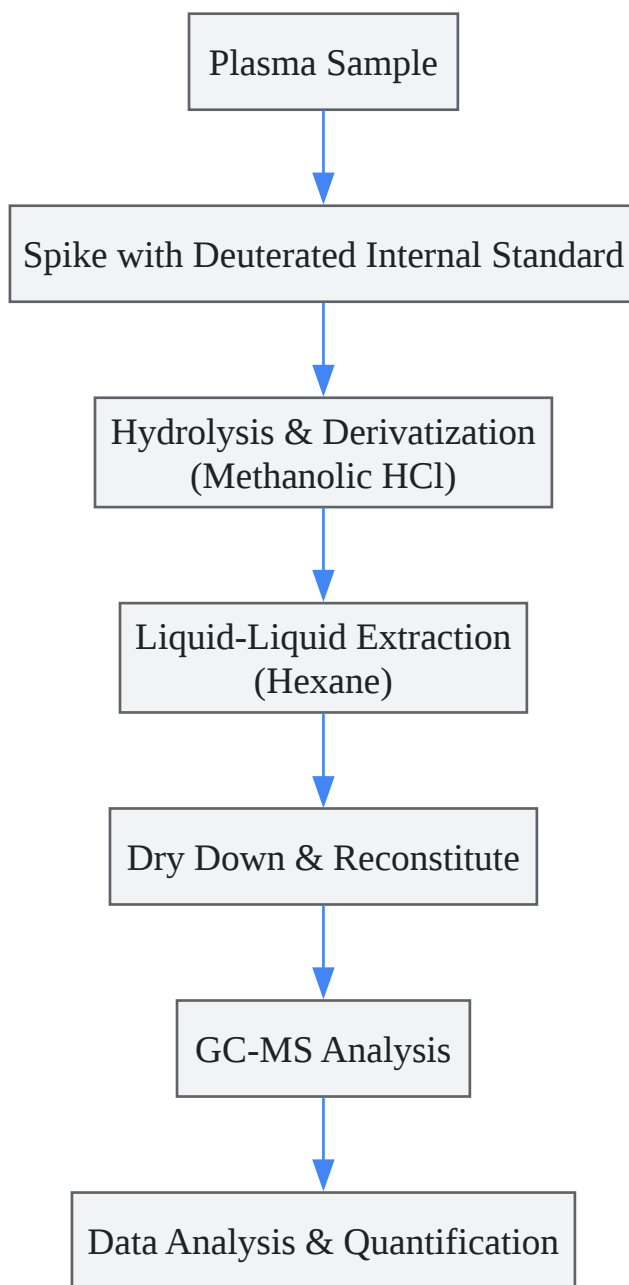 Plasma Sample
Spike with Deuterated Internal Standard
Hydrolysis & Derivatization
(Methanolic HCl)
Liquid-Liquid Extraction
(Hexane)
Dry Down & Reconstitute
GC-MS Analysis
Data Analysis & Quantification